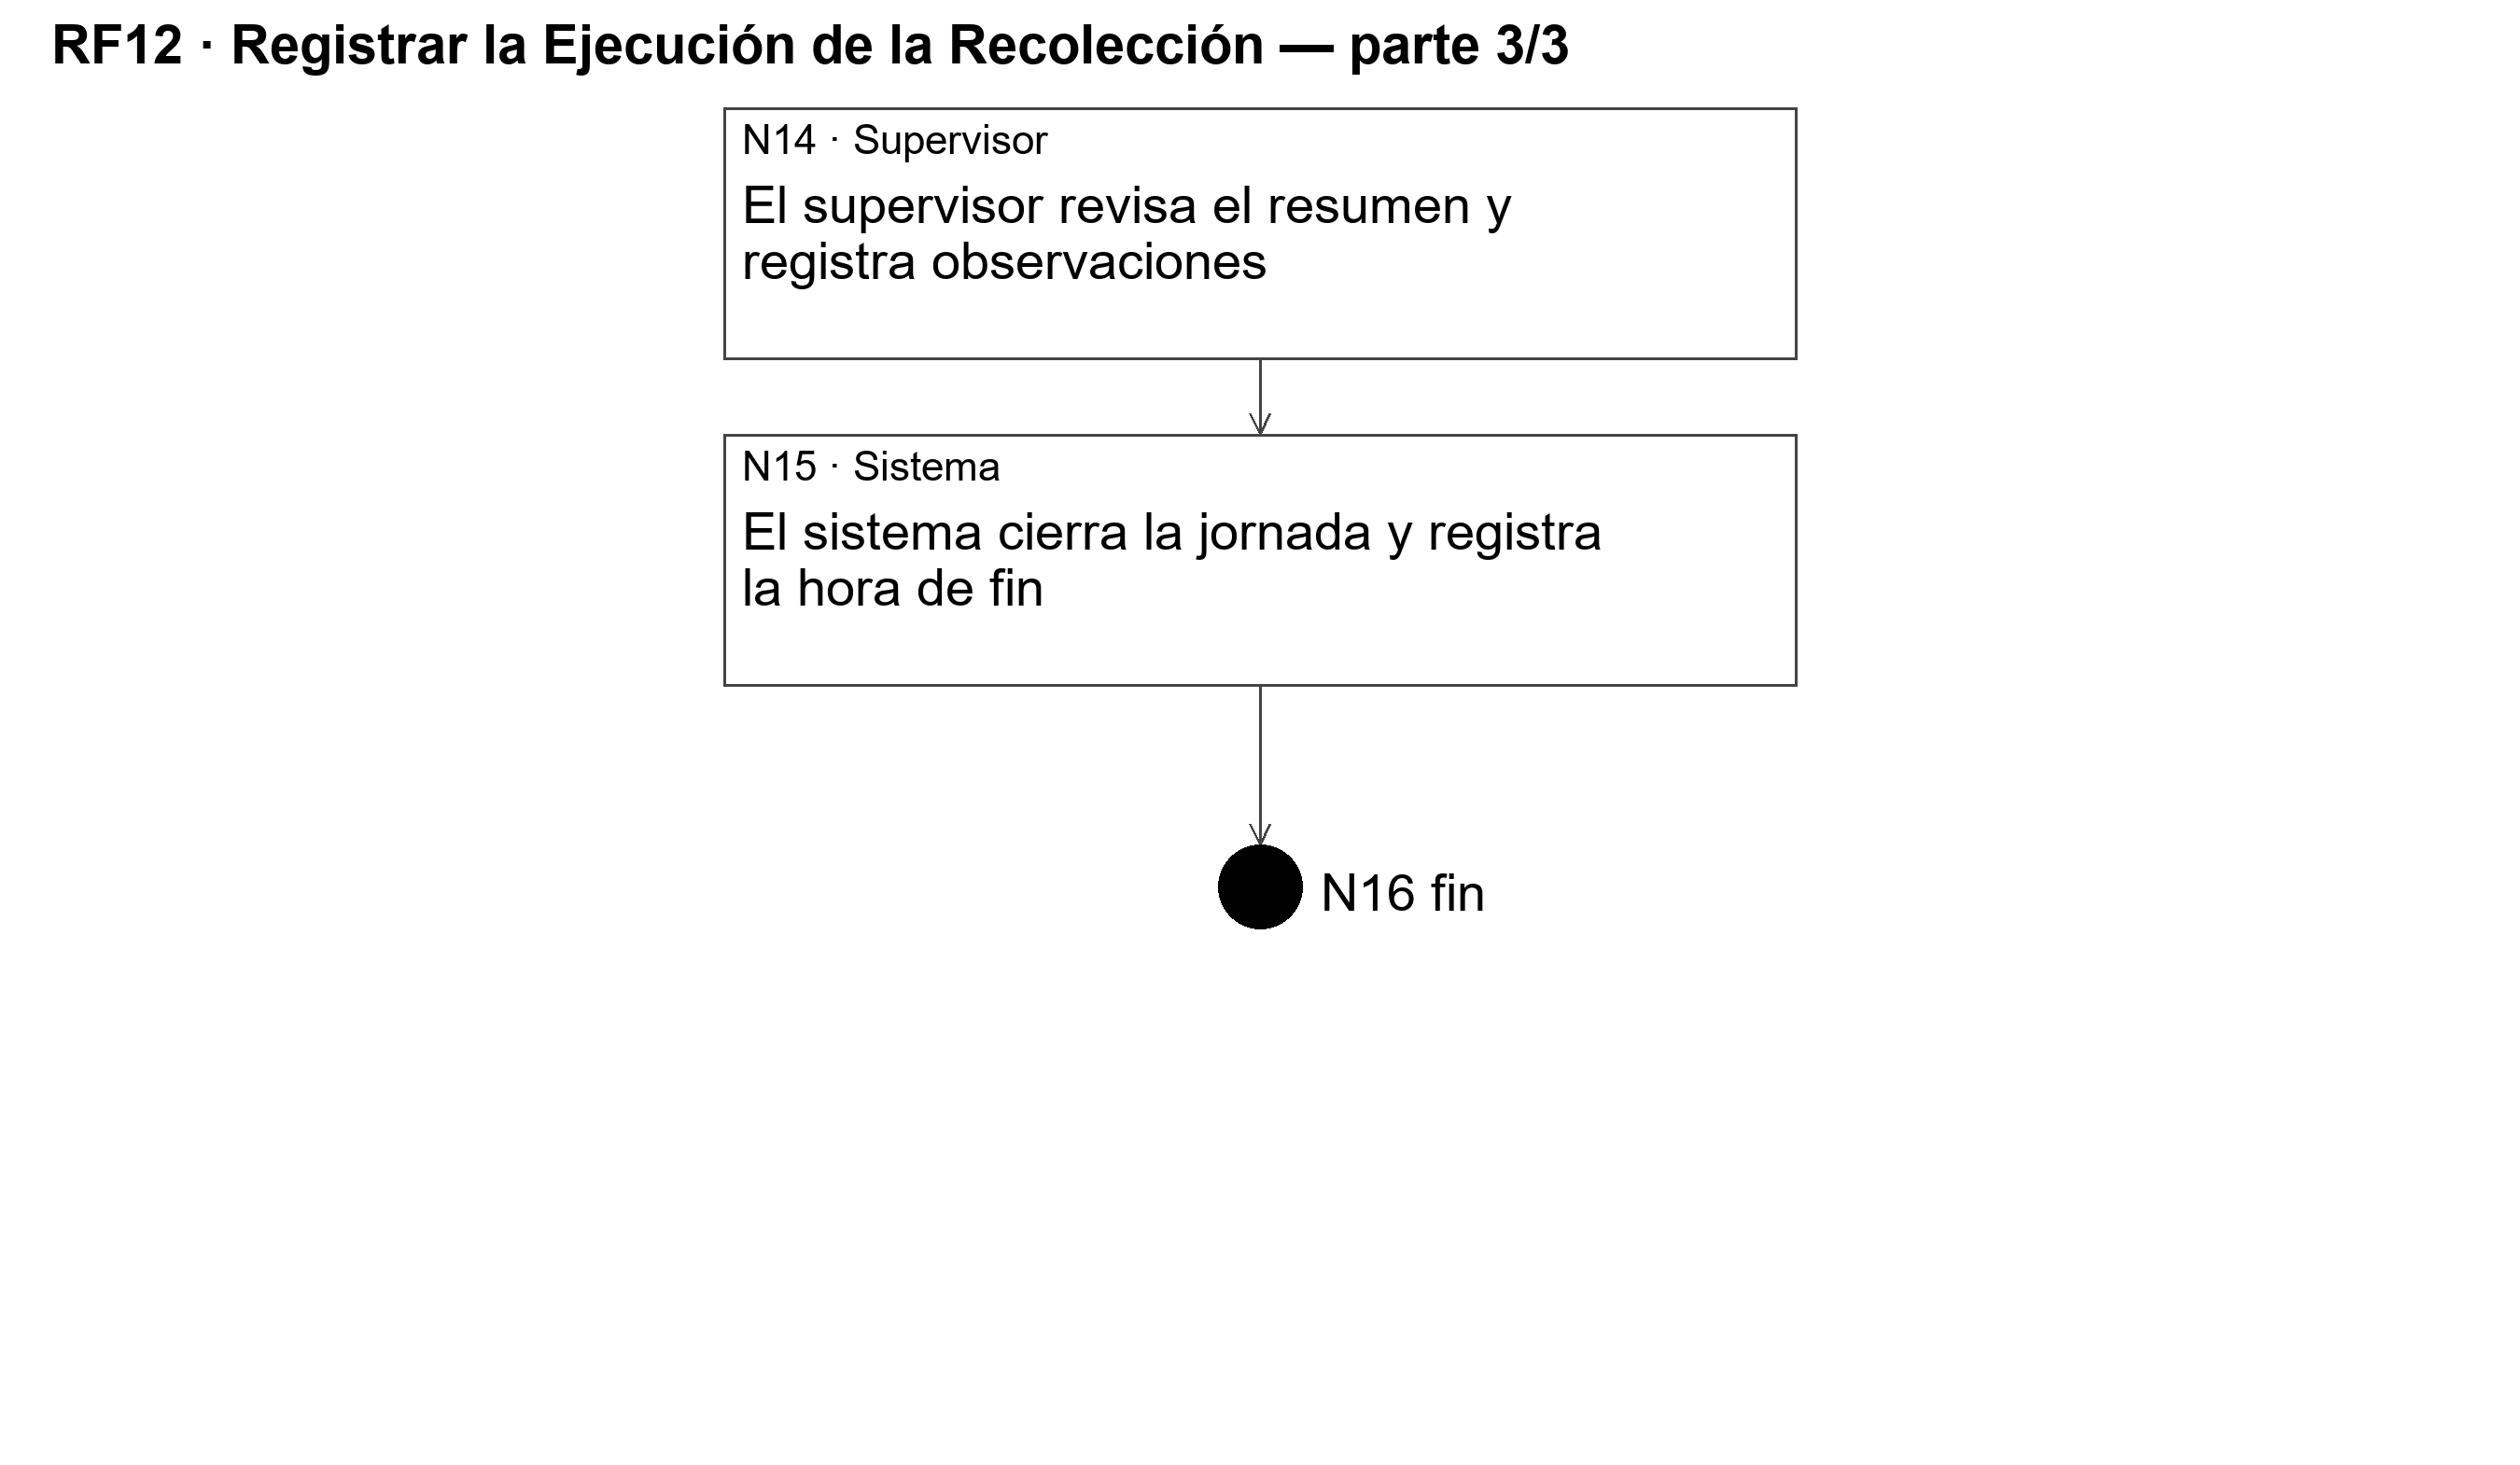 RF12 · Registrar la Ejecución de la Recolección — parte 3/3
N14 · Supervisor
El supervisor revisa el resumen y
registra observaciones
N15 · Sistema
El sistema cierra la jornada y registra
la hora de fin
N16 fin